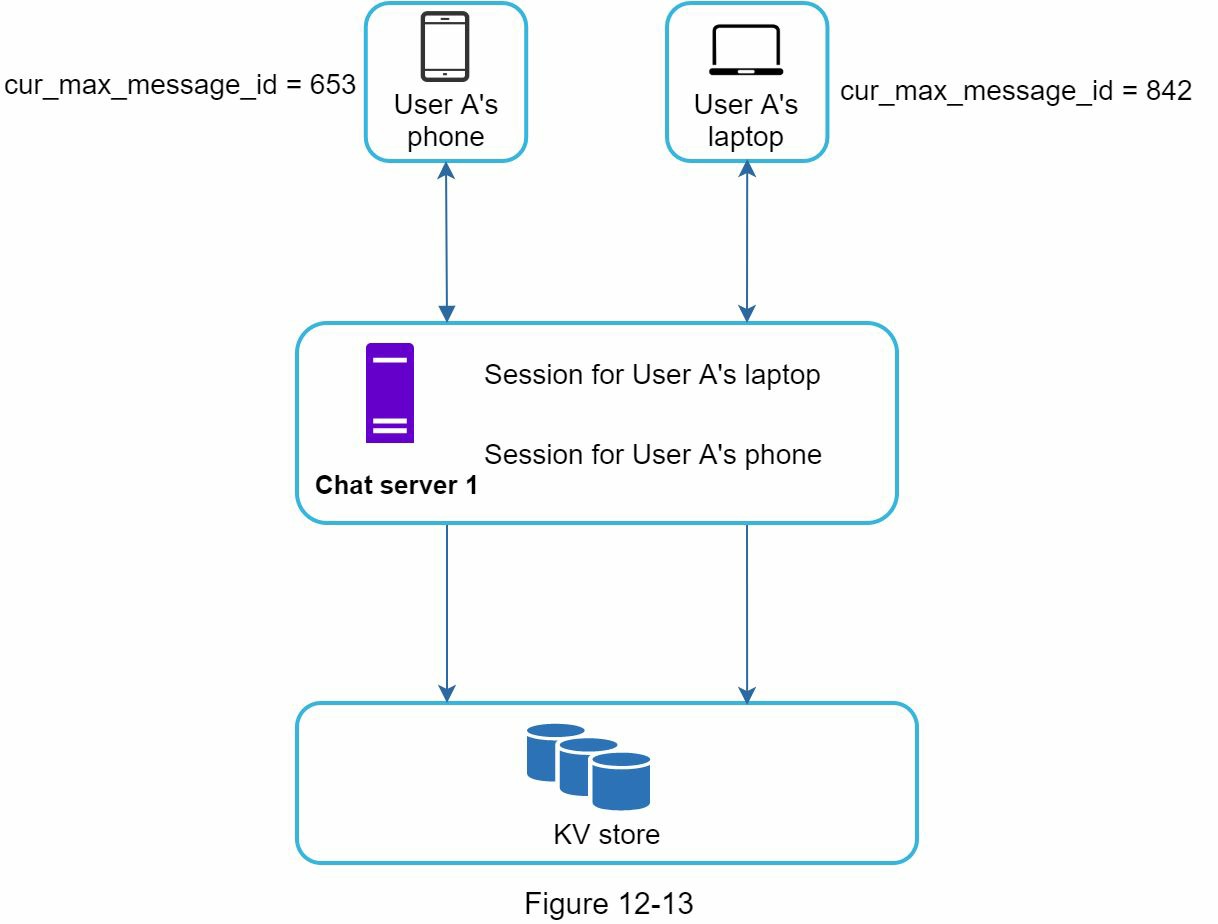 cur_max_message_id = 653
User A's
phone
User A's
laptop
cur_max_message_id = 842
Session for User A's laptop
Session for User A's phone
Chat server 1
KV store
Figure 12-13